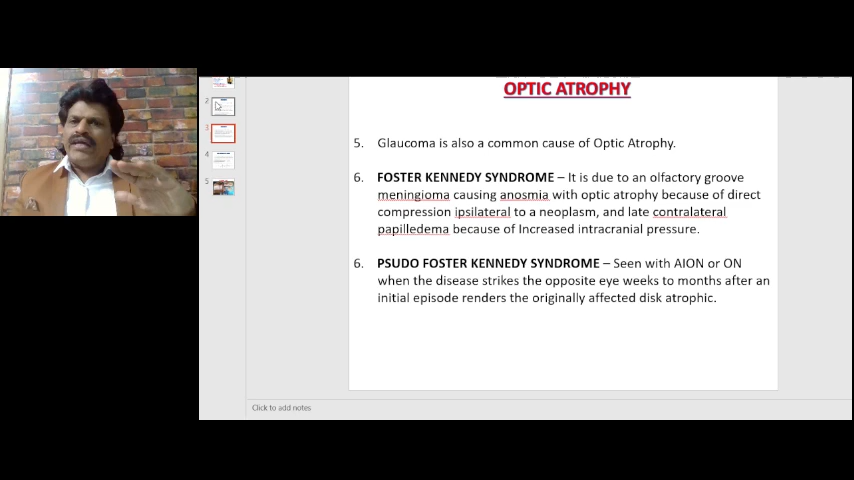 OPTIC ATROPHY
2
3
4
5
5. Glaucoma is also a common cause of Optic Atrophy.
6. FOSTER KENNEDY SYNDROME – It is due to an olfactory groove
meningioma causing anosmia with optic atrophy because of direct
compression ipsilateral to a neoplasm, and late contralateral
papilledema because of Increased intracranial pressure.
6. PSUDO FOSTER KENNEDY SYNDROME – Seen with AION or ON
when the disease strikes the opposite eye weeks to months after an
initial episode renders the originally affected disk atrophic.
Click to add notes